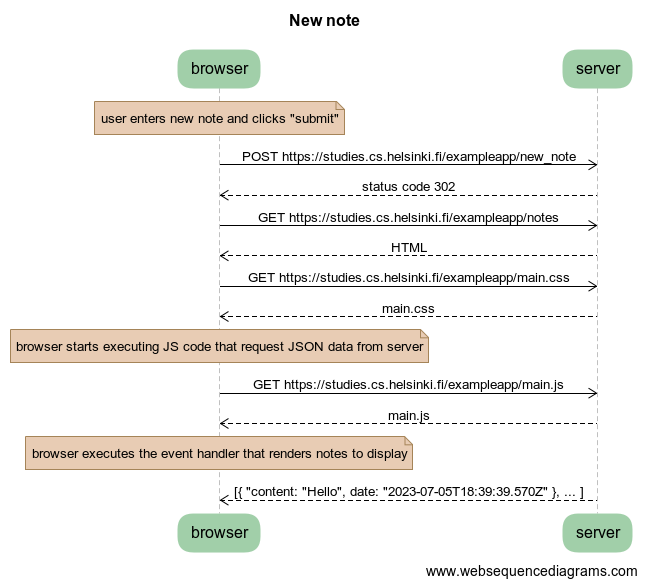 New note
browser
server
user enters new note and clicks "submit"
POST https://studies.cs.helsinki.fi/exampleapp/new_note
status code 302
GET https://studies.cs.helsinki.fi/exampleapp/notes
HTML
GET https://studies.cs.helsinki.fi/exampleapp/main.css
main.css
browser starts executing JS code that request JSON data from server
GET https://studies.cs.helsinki.fi/exampleapp/main.js
main.js
browser executes the event handler that renders notes to display
[{ "content: "Hello", date: "2023-07-05T18:39:39.570Z" }, ... ]
browser
server
www.websequencediagrams.com